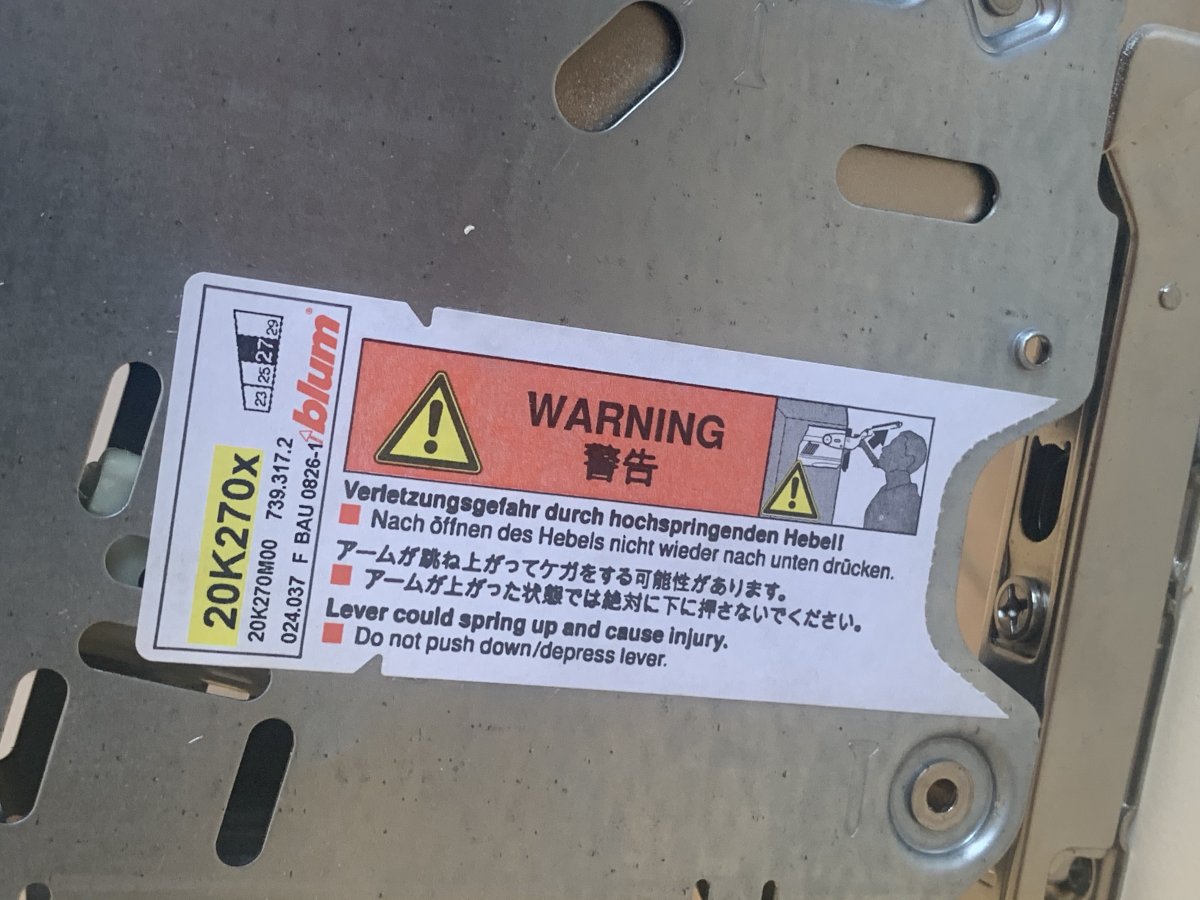 23 25 27 29
blum®
20K270x
20K270M00 739.317.2
024.037 F BAU 0826-1
WARNING
警告
Verletzungsgefahr durch hochspringenden Hebel!
Nach öffnen des Hebels nicht wieder nach unten drücken.
アームが跳ね上がってケガをする可能性があります。
アームが上がった状態では絶対に下に押さないでください。
Lever could spring up and cause injury.
Do not push down/depress lever.